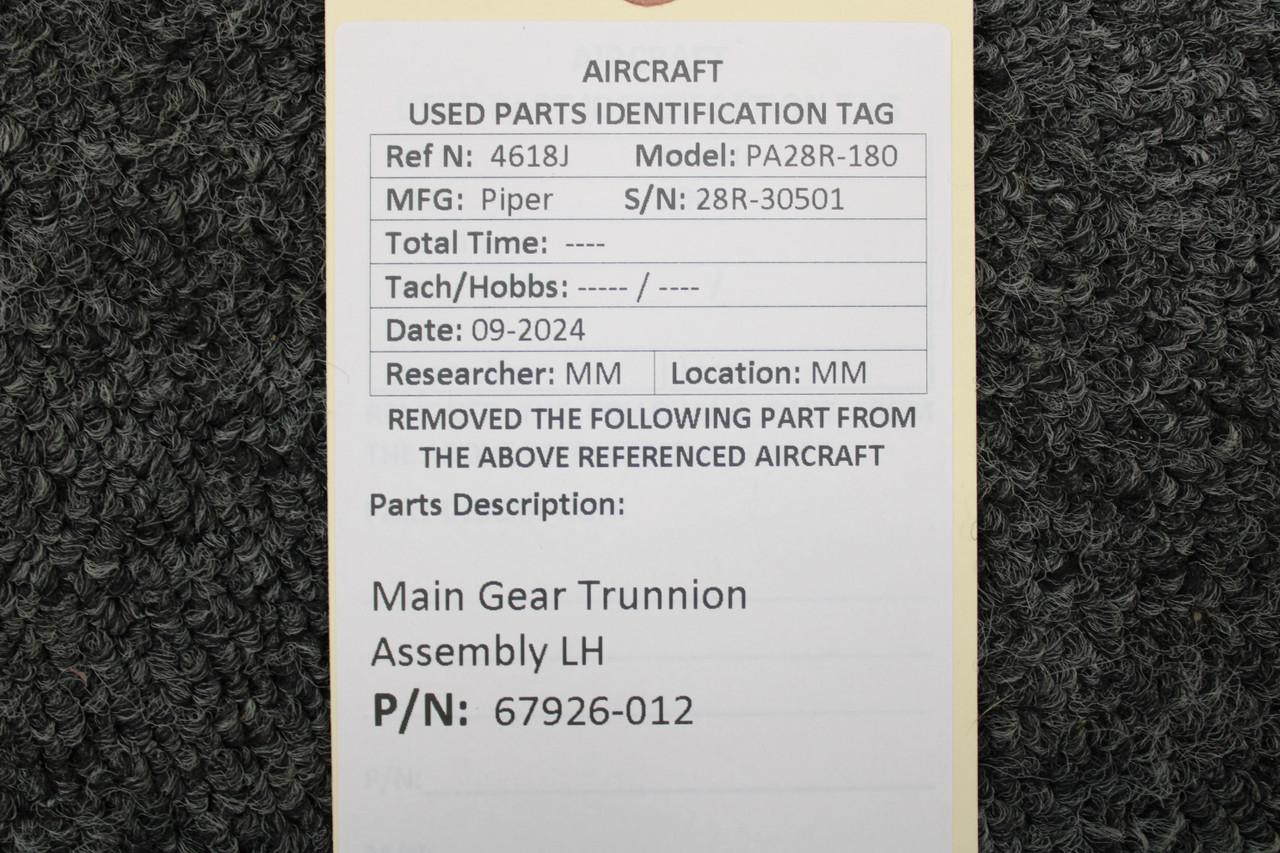 AIRCRAFT
USED PARTS IDENTIFICATION TAG
Ref N: 4618J Model: PA28R-180
MFG: Piper S/N: 28R-30501
Total Time: ----
Tach/Hobbs: ----- / ----
Date: 09-2024
Researcher: MM Location: MM
REMOVED THE FOLLOWING PART FROM
THE ABOVE REFERENCED AIRCRAFT
Parts Description:
Main Gear Trunnion
Assembly LH
P/N: 67926-012
P/N: